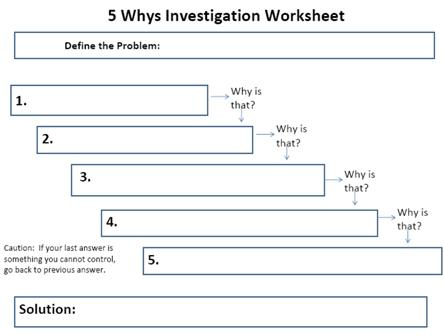 5 Whys Investigation Worksheet
Define the Problem:
1.
Why is
that?
2.
Why is
that?
3.
Why is
that?
4.
Why is
that?
Caution: If your last answer is
something you cannot control,
go back to previous answer.
5.
Solution: